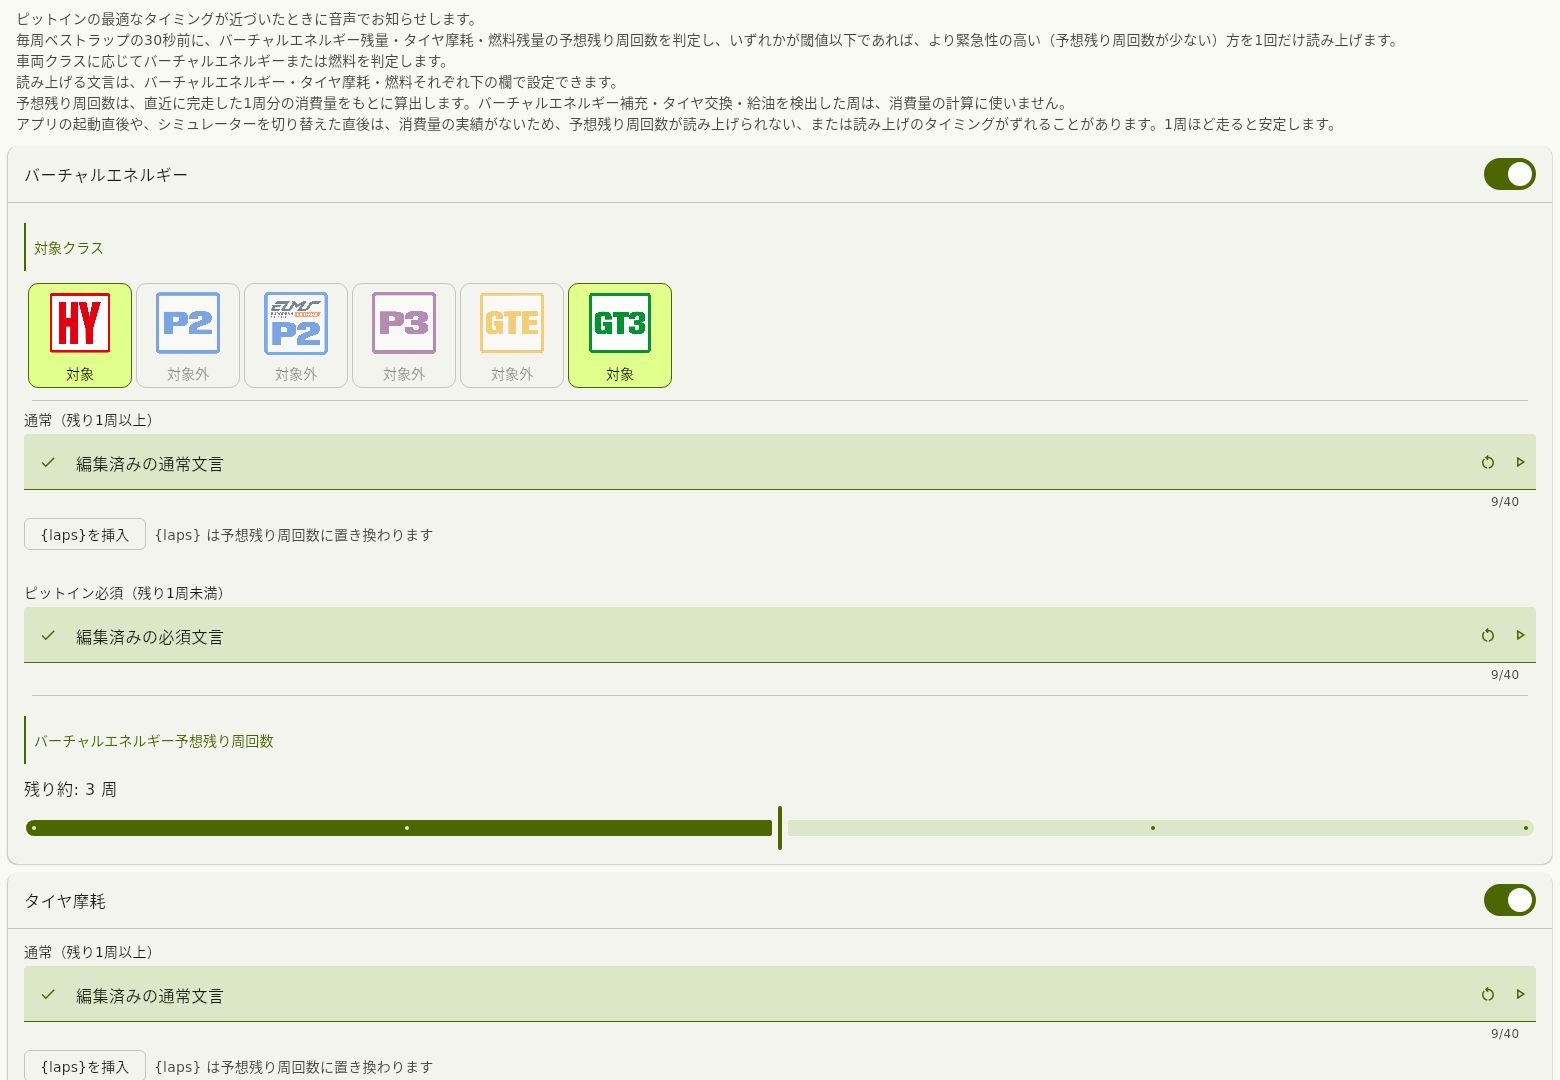 ピットインの最適なタイミングが近づいたときに音声でお知らせします。
毎周ベストラップの30秒前に、バーチャルエネルギー残量・タイヤ摩耗・燃料残量の予想残り周回数を判定し、いずれかが閾値以下であれば、より緊急性の高い（予想残り周回数が少ない）方を1回だけ読み上げます。
車両クラスに応じてバーチャルエネルギーまたは燃料を判定します。
読み上げる文言は、バーチャルエネルギー・タイヤ摩耗・燃料それぞれ下の欄で設定できます。
予想残り周回数は、直近に完走した1周分の消費量をもとに算出します。バーチャルエネルギー補充・タイヤ交換・給油を検出した周は、消費量の計算に使いません。
アプリの起動直後や、シミュレーターを切り替えた直後は、消費量の実績がないため、予想残り周回数が読み上げられない、または読み上げのタイミングがずれることがあります。1周ほど走ると安定します。
バーチャルエネルギー
対象クラス
HY P2 ELMS P2 P3 GTE GT3
対象 対象外 対象外 対象外 対象外 対象
通常（残り1周以上）
編集済みの通常文言
9/40
{laps}を挿入 {laps} は予想残り周回数に置き換わります
ピットイン必須（残り1周未満）
編集済みの必須文言
9/40
バーチャルエネルギー予想残り周回数
残り約: 3 周
タイヤ摩耗
通常（残り1周以上）
編集済みの通常文言
9/40
{laps}を挿入 {laps} は予想残り周回数に置き換わります